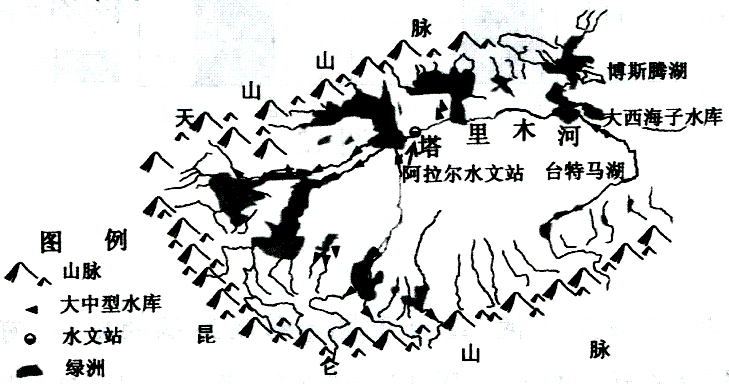 天山山脉
博斯腾湖
大西海子水库
塔里木河
阿拉尔水文站
台特马湖
图例
山脉
大中型水库
水文站
绿洲
昆仑山脉